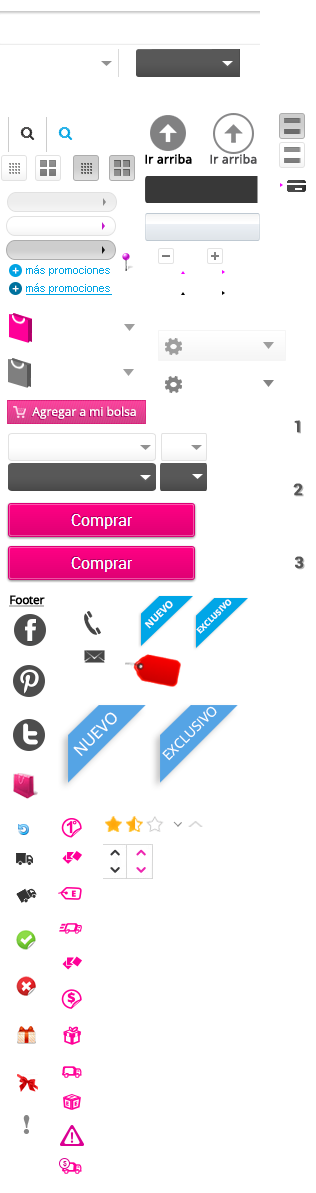 Ir arriba
Ir arriba
más promociones
más promociones
Agregar a mi bolsa
1
2
Comprar
Comprar
3
Footer
NUEVO
EXCLUSIVO
NUEVO
EXCLUSIVO
1º
E
$
$